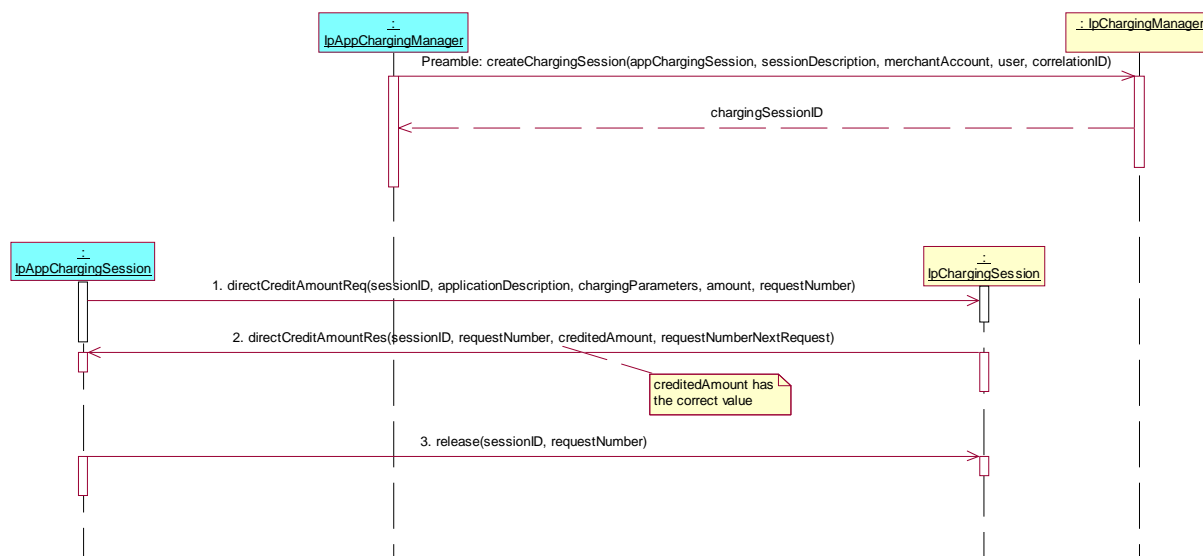 :
IpAppChargingManager
: IpChargingManager
Preamble: createChargingSession(appChargingSession, sessionDescription, merchantAccount, user, correlationID)
chargingSessionID
:
IpAppChargingSession
:
IpChargingSession
1. directCreditAmountReq(sessionID, applicationDescription, chargingParameters, amount, requestNumber)
2. directCreditAmountRes(sessionID, requestNumber, creditedAmount, requestNumberNextRequest)
creditedAmount has
the correct value
3. release(sessionID, requestNumber)